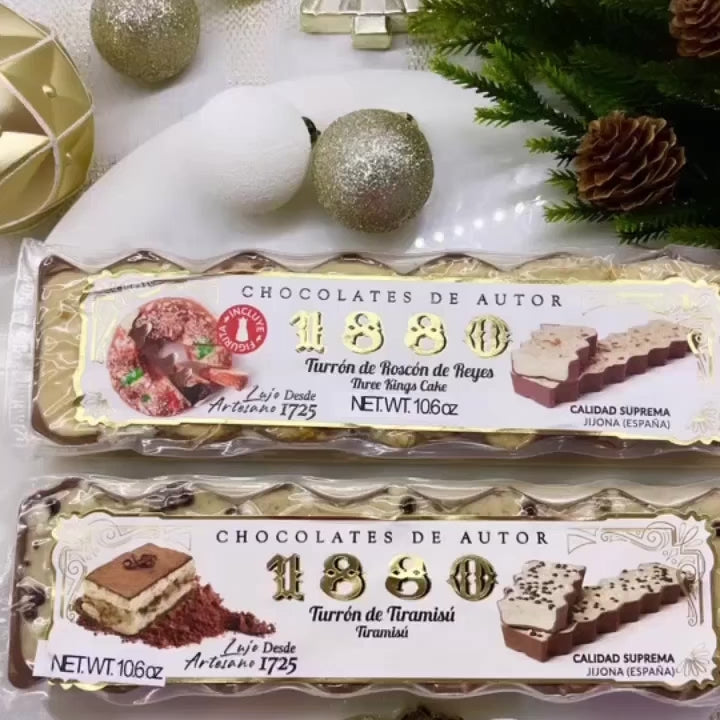 CHOCOLATES DE AUTOR
1880
INCLUYE FIGURITA
Turrón de Roscón de Reyes
Three Kings Cake
Lujo Desde
Artesano 1725
NET.WT. 10.6 oz
CALIDAD SUPREMA
JIJONA (ESPAÑA)
CHOCOLATES DE AUTOR
1880
Turrón de Tiramisú
Tiramisú
Lujo Desde
Artesano 1725
NET.WT. 10.6 oz
CALIDAD SUPREMA
JIJONA (ESPAÑA)